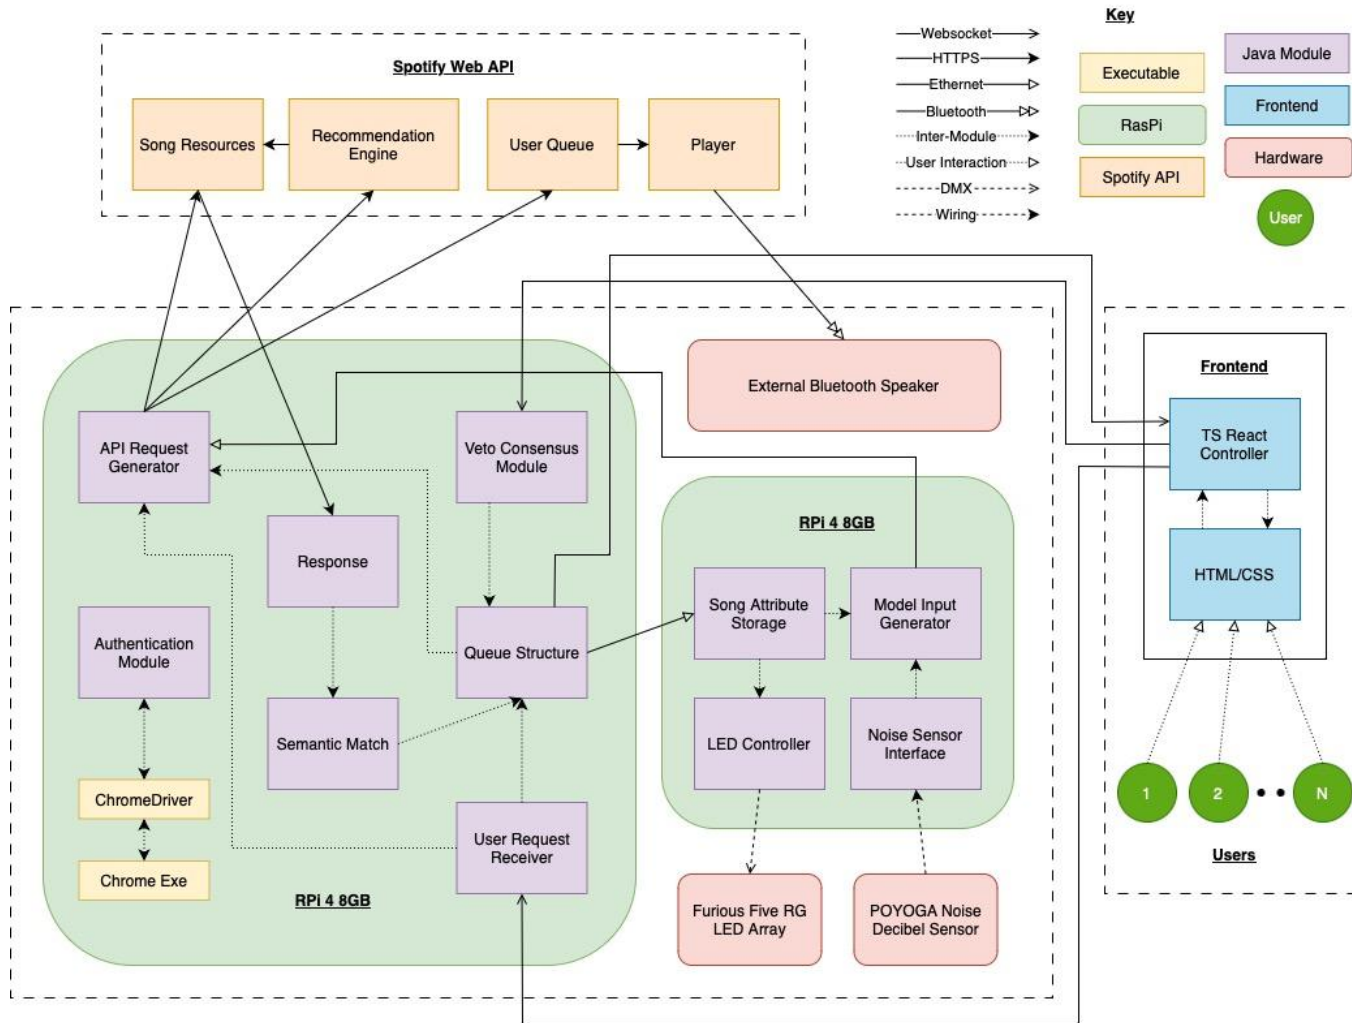 Key
Websocket
HTTPS
Ethernet
Bluetooth
Inter-Module
User Interaction
DMX
Wiring
Executable
RasPi
Spotify API
Java Module
Frontend
Hardware
User
Spotify Web API
Song Resources
Recommendation
Engine
User Queue
Player
API Request
Generator
Veto Consensus
Module
External Bluetooth Speaker
Response
Authentication
Module
Queue Structure
Semantic Match
ChromeDriver
Chrome Exe
User Request
Receiver
RPi 4 8GB
RPi 4 8GB
Song Attribute
Storage
Model Input
Generator
LED Controller
Noise Sensor
Interface
Furious Five RG
LED Array
POYOGA Noise
Decibel Sensor
Frontend
TS React
Controller
HTML/CSS
1
2
N
Users